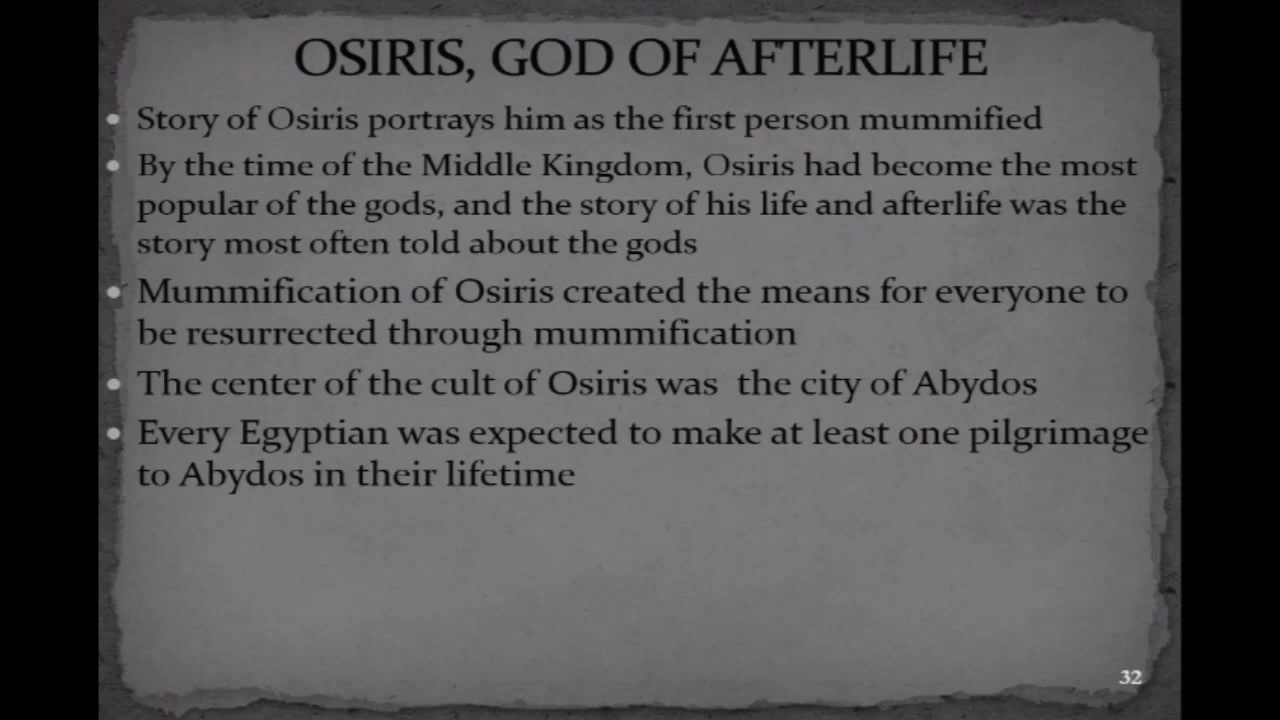 OSIRIS, GOD OF AFTERLIFE
• Story of Osiris portrays him as the first person mummified
• By the time of the Middle Kingdom, Osiris had become the most
popular of the gods, and the story of his life and afterlife was the
story most often told about the gods
• Mummification of Osiris created the means for everyone to
be resurrected through mummification
• The center of the cult of Osiris was  the city of Abydos
• Every Egyptian was expected to make at least one pilgrimage
to Abydos in their lifetime
32